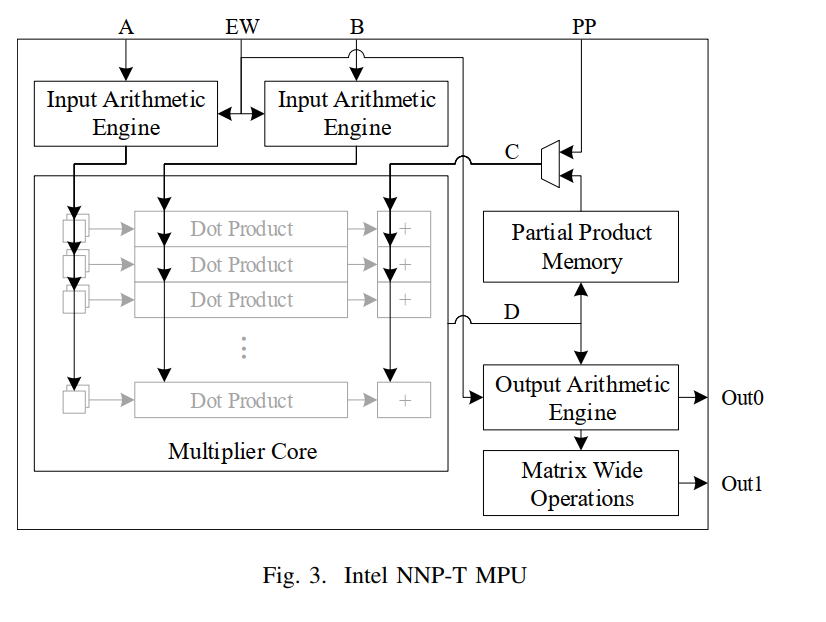 A EW B PP
Input Arithmetic
Engine
Input Arithmetic
Engine
C
Dot Product +
Dot Product +
Dot Product +
⋮
Dot Product +
Multiplier Core
Partial Product
Memory
D
Output Arithmetic
Engine
Out0
Matrix Wide
Operations
Out1
Fig. 3. Intel NNP-T MPU